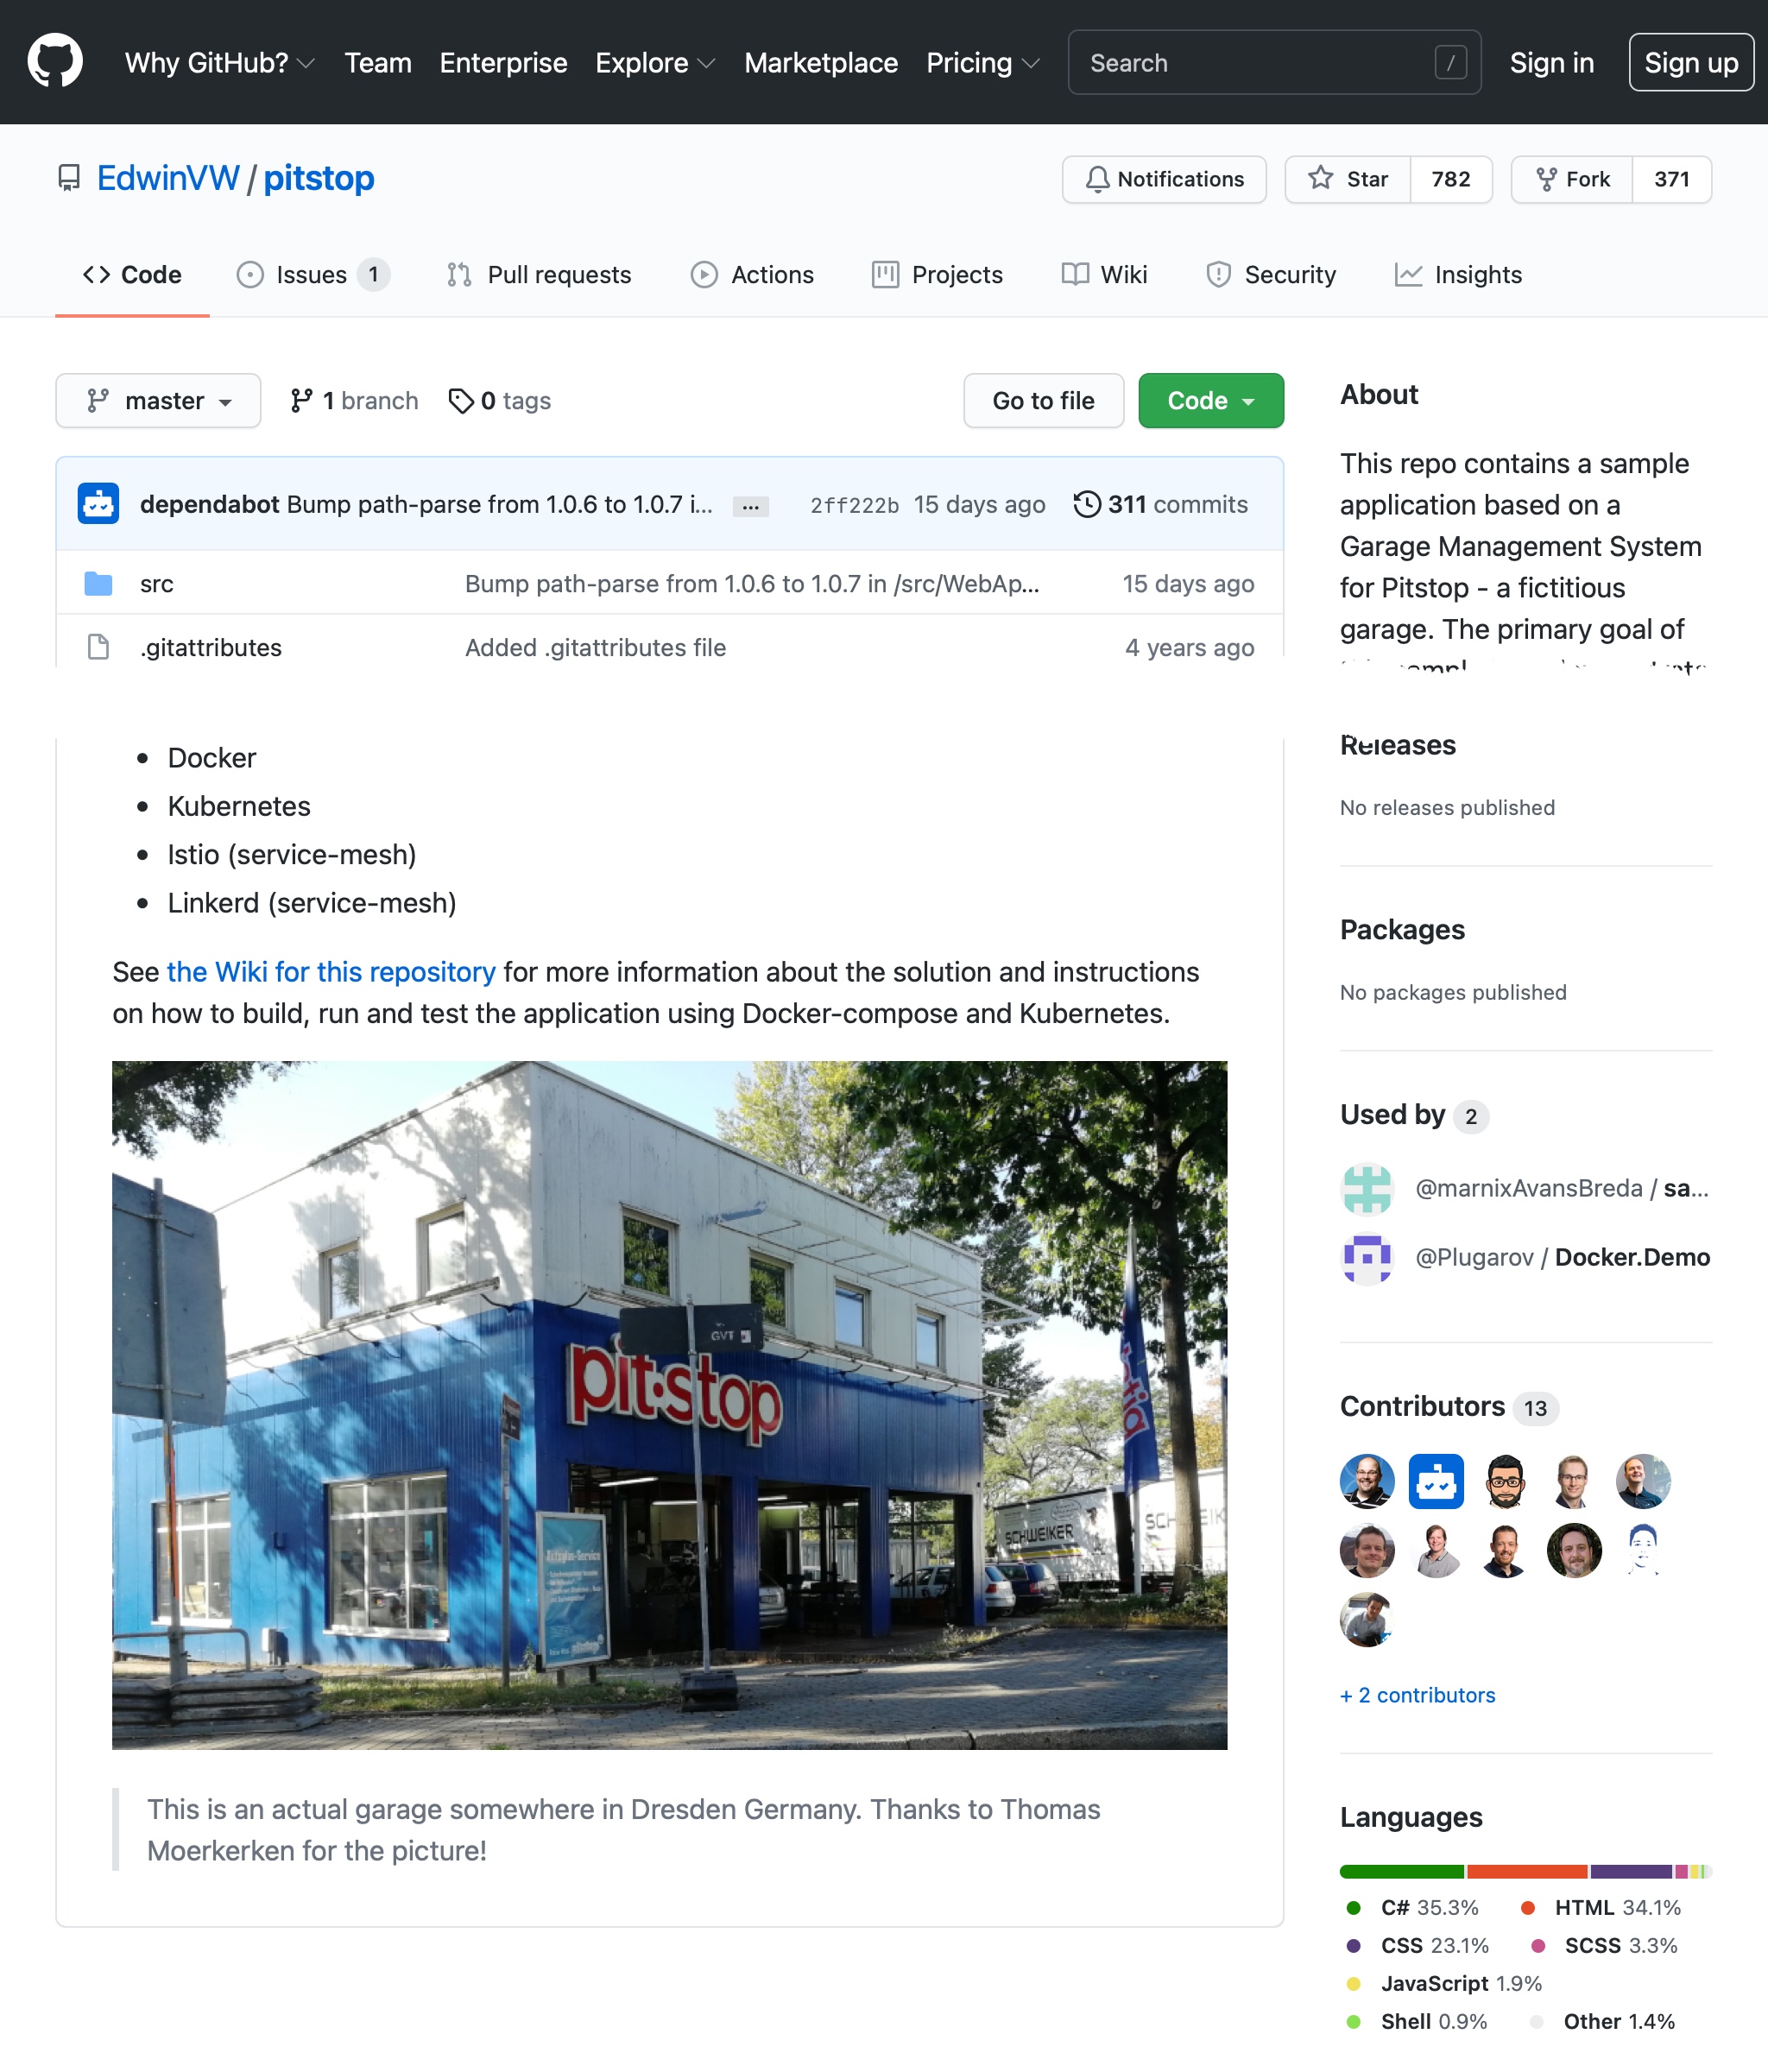 Why GitHub? Team Enterprise Explore Marketplace Pricing Search / Sign in Sign up
EdwinVW / pitstop Notifications Star 782 Fork 371
Code Issues 1 Pull requests Actions Projects Wiki Security Insights
master 1 branch 0 tags Go to file Code
dependabot Bump path-parse from 1.0.6 to 1.0.7 i... ... 2ff222b 15 days ago 311 commits
src Bump path-parse from 1.0.6 to 1.0.7 in /src/WebAp... 15 days ago
.gitattributes Added .gitattributes file 4 years ago
Docker
Kubernetes
Istio (service-mesh)
Linkerd (service-mesh)
See the Wiki for this repository for more information about the solution and instructions
on how to build, run and test the application using Docker-compose and Kubernetes.
GVT
pit·stop
SCHWEIKER
Autoglas-Service
This is an actual garage somewhere in Dresden Germany. Thanks to Thomas
Moerkerken for the picture!
About
This repo contains a sample
application based on a
Garage Management System
for Pitstop - a fictitious
garage. The primary goal of
Releases
No releases published
Packages
No packages published
Used by 2
@marnixAvansBreda / sa...
@Plugarov / Docker.Demo
Contributors 13
+ 2 contributors
Languages
C# 35.3% HTML 34.1%
CSS 23.1% SCSS 3.3%
JavaScript 1.9%
Shell 0.9% Other 1.4%